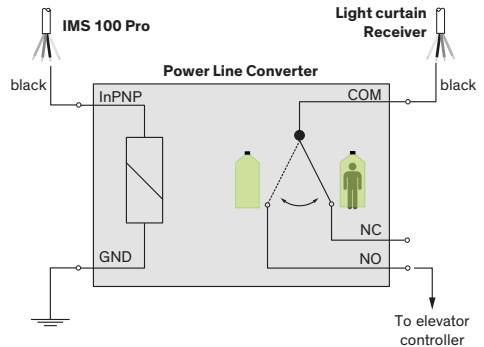 IMS 100 Pro
Light curtain
Receiver
black
Power Line Converter
black
InPNP
COM
NC
GND
NO
To elevator
controller